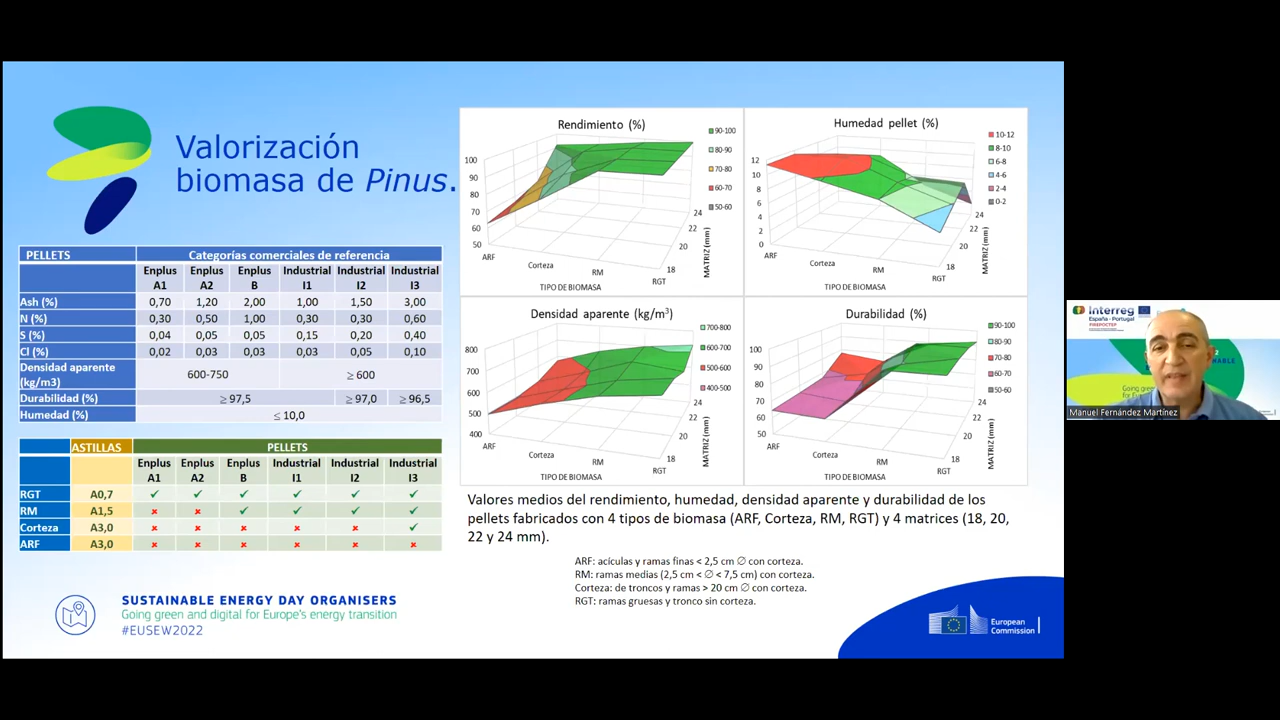 Valorización
biomasa de Pinus.
PELLETS Categorías comerciales de referencia
Enplus A1 Enplus A2 Enplus B Industrial I1 Industrial I2 Industrial I3
Ash (%) 0,70 1,20 2,00 1,00 1,50 3,00
N (%) 0,30 0,50 1,00 0,30 0,30 0,60
S (%) 0,04 0,05 0,05 0,15 0,20 0,40
Cl (%) 0,02 0,03 0,03 0,03 0,05 0,10
Densidad aparente (kg/m3) 600-750 ≥ 600
Durabilidad (%) ≥ 97,5 ≥ 97,0 ≥ 96,5
Humedad (%) ≤ 10,0
ASTILLAS PELLETS
Enplus A1 Enplus A2 Enplus B Industrial I1 Industrial I2 Industrial I3
RGT A0,7 ✓ ✓ ✓ ✓ ✓ ✓
RM A1,5 × × ✓ ✓ ✓ ✓
Corteza A3,0 × × × × × ✓
ARF A3,0 × × × × × ×
Rendimiento (%)
100
90
80
70
60
50
ARF
Corteza
RM
RGT
18
20
22
24
TIPO DE BIOMASA
MATRIZ (mm)
90-100
80-90
70-80
60-70
50-60
Humedad pellet (%)
12
10
8
6
4
2
0
ARF
Corteza
RM
RGT
18
20
22
24
TIPO DE BIOMASA
MATRIZ (mm)
10-12
8-10
6-8
4-6
2-4
0-2
Densidad aparente (kg/m³)
800
700
600
500
400
ARF
Corteza
RM
RGT
18
20
22
24
TIPO DE BIOMASA
MATRIZ (mm)
700-800
600-700
500-600
400-500
Durabilidad (%)
100
90
80
70
60
50
ARF
Corteza
RM
RGT
18
20
22
24
TIPO DE BIOMASA
MATRIZ (mm)
90-100
80-90
70-80
60-70
50-60
Valores medios del rendimiento, humedad, densidad aparente y durabilidad de los
pellets fabricados con 4 tipos de biomasa (ARF, Corteza, RM, RGT) y 4 matrices (18, 20,
22 y 24 mm).
ARF: acículas y ramas finas < 2,5 cm ∅ con corteza.
RM: ramas medias (2,5 cm < ∅ < 7,5 cm) con corteza.
Corteza: de troncos y ramas > 20 cm ∅ con corteza.
RGT: ramas gruesas y tronco sin corteza.
SUSTAINABLE ENERGY DAY ORGANISERS
Going green and digital for Europe's energy transition
#EUSEW2022
European
Commission
Interreg
España - Portugal
FIREPOCTEP
Going gree
Manuel Fernández Martínez